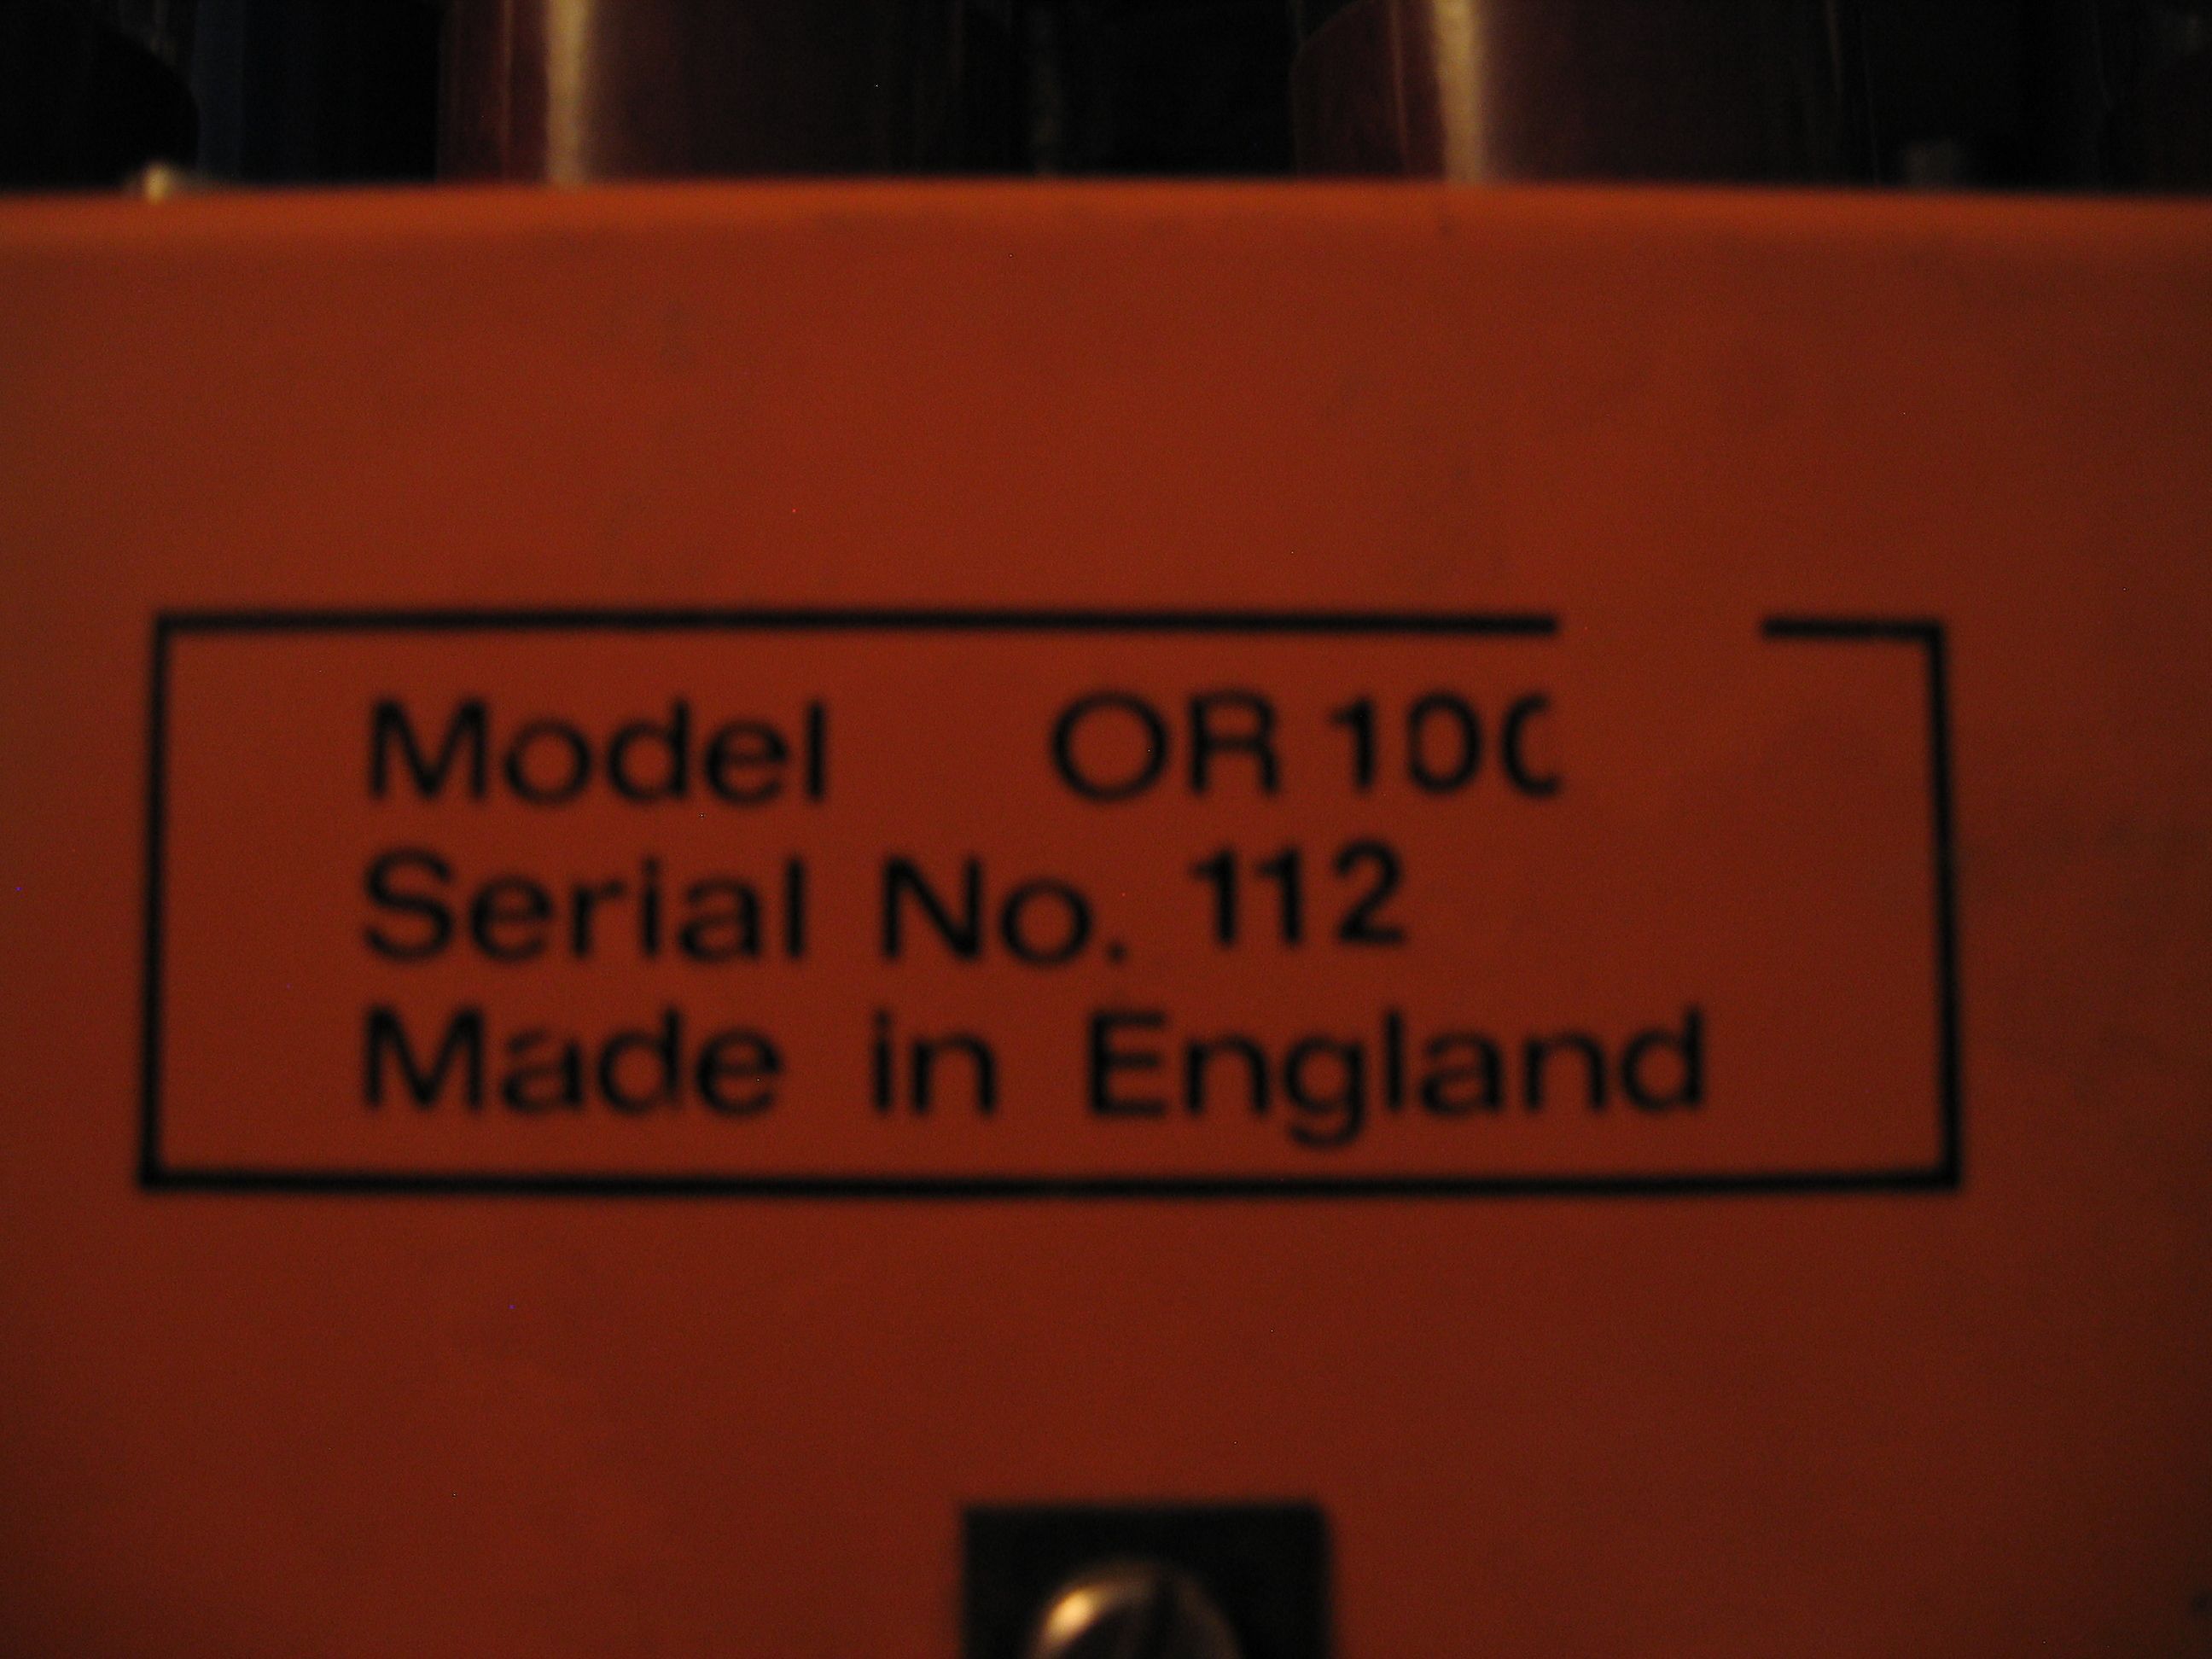 Model OR 100
Serial No. 112
Made in England